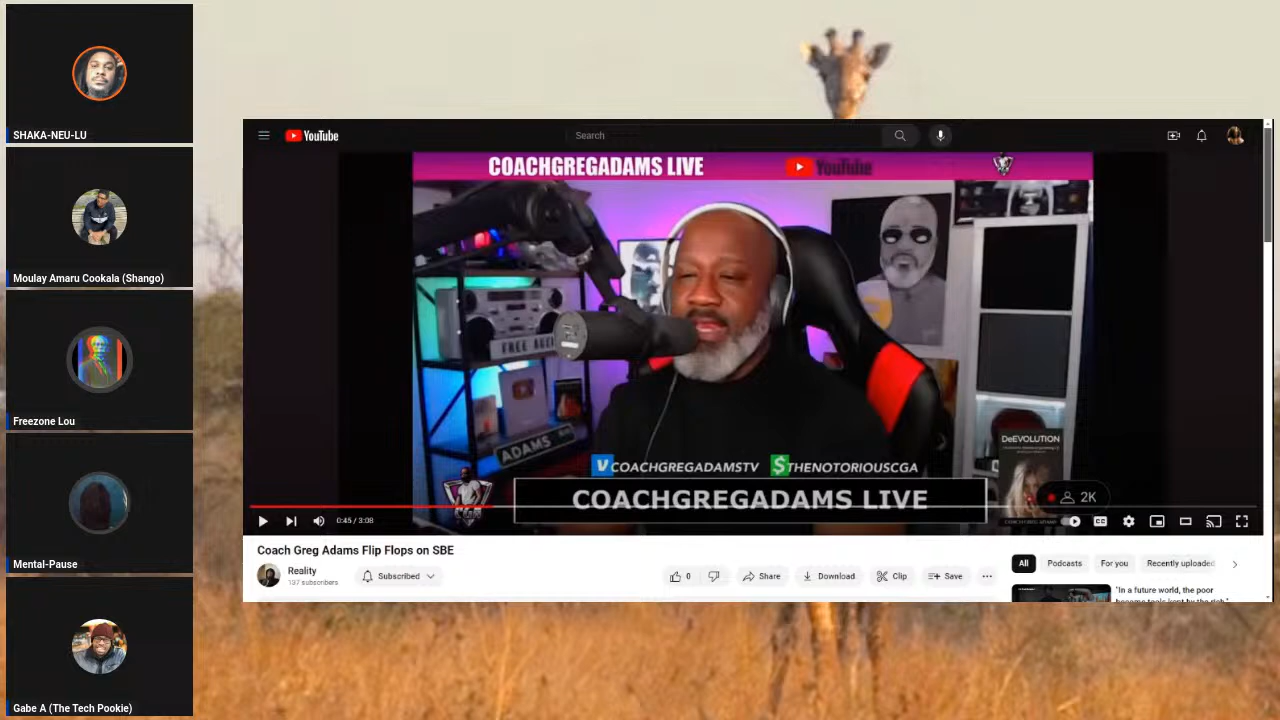 SHAKA-NEU-LU
Moulay Amaru Cookala (Shango)
Freezone Lou
Mental-Pause
Gabe A (The Tech Pookie)
YouTube
Search
COACHGREGADAMS LIVE
YouTube
FREE
ADAMS
DeEVOLUTION
V COACHGREGADAMSTV $THENOTORIOUSCGA
COACHGREGADAMS LIVE
2K
0:45 / 3:08
CC
Coach Greg Adams Flip Flops on SBE
Reality
subscribers
Subscribed
0
Share
Download
Clip
Save
All
Podcasts
For you
Recently uploaded
"In a future world, the poor